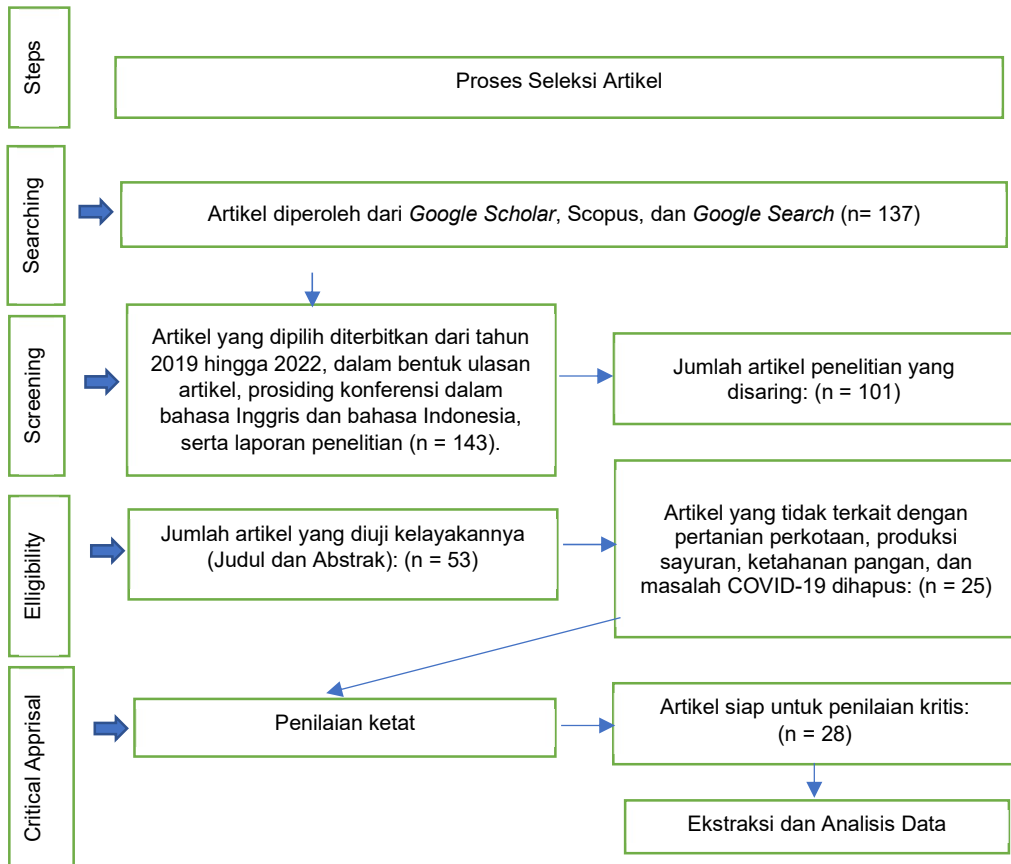 Steps
Proses Seleksi Artikel
Searching
Artikel diperoleh dari Google Scholar, Scopus, dan Google Search (n= 137)
Screening
Artikel yang dipilih diterbitkan dari tahun
2019 hingga 2022, dalam bentuk ulasan
artikel, prosiding konferensi dalam
bahasa Inggris dan bahasa Indonesia,
serta laporan penelitian (n = 143).
Jumlah artikel penelitian yang
disaring: (n = 101)
Elligibility
Jumlah artikel yang diuji kelayakannya
(Judul dan Abstrak): (n = 53)
Artikel yang tidak terkait dengan
pertanian perkotaan, produksi
sayuran, ketahanan pangan, dan
masalah COVID-19 dihapus: (n = 25)
Critical Apprisal
Penilaian ketat
Artikel siap untuk penilaian kritis:
(n = 28)
Ekstraksi dan Analisis Data